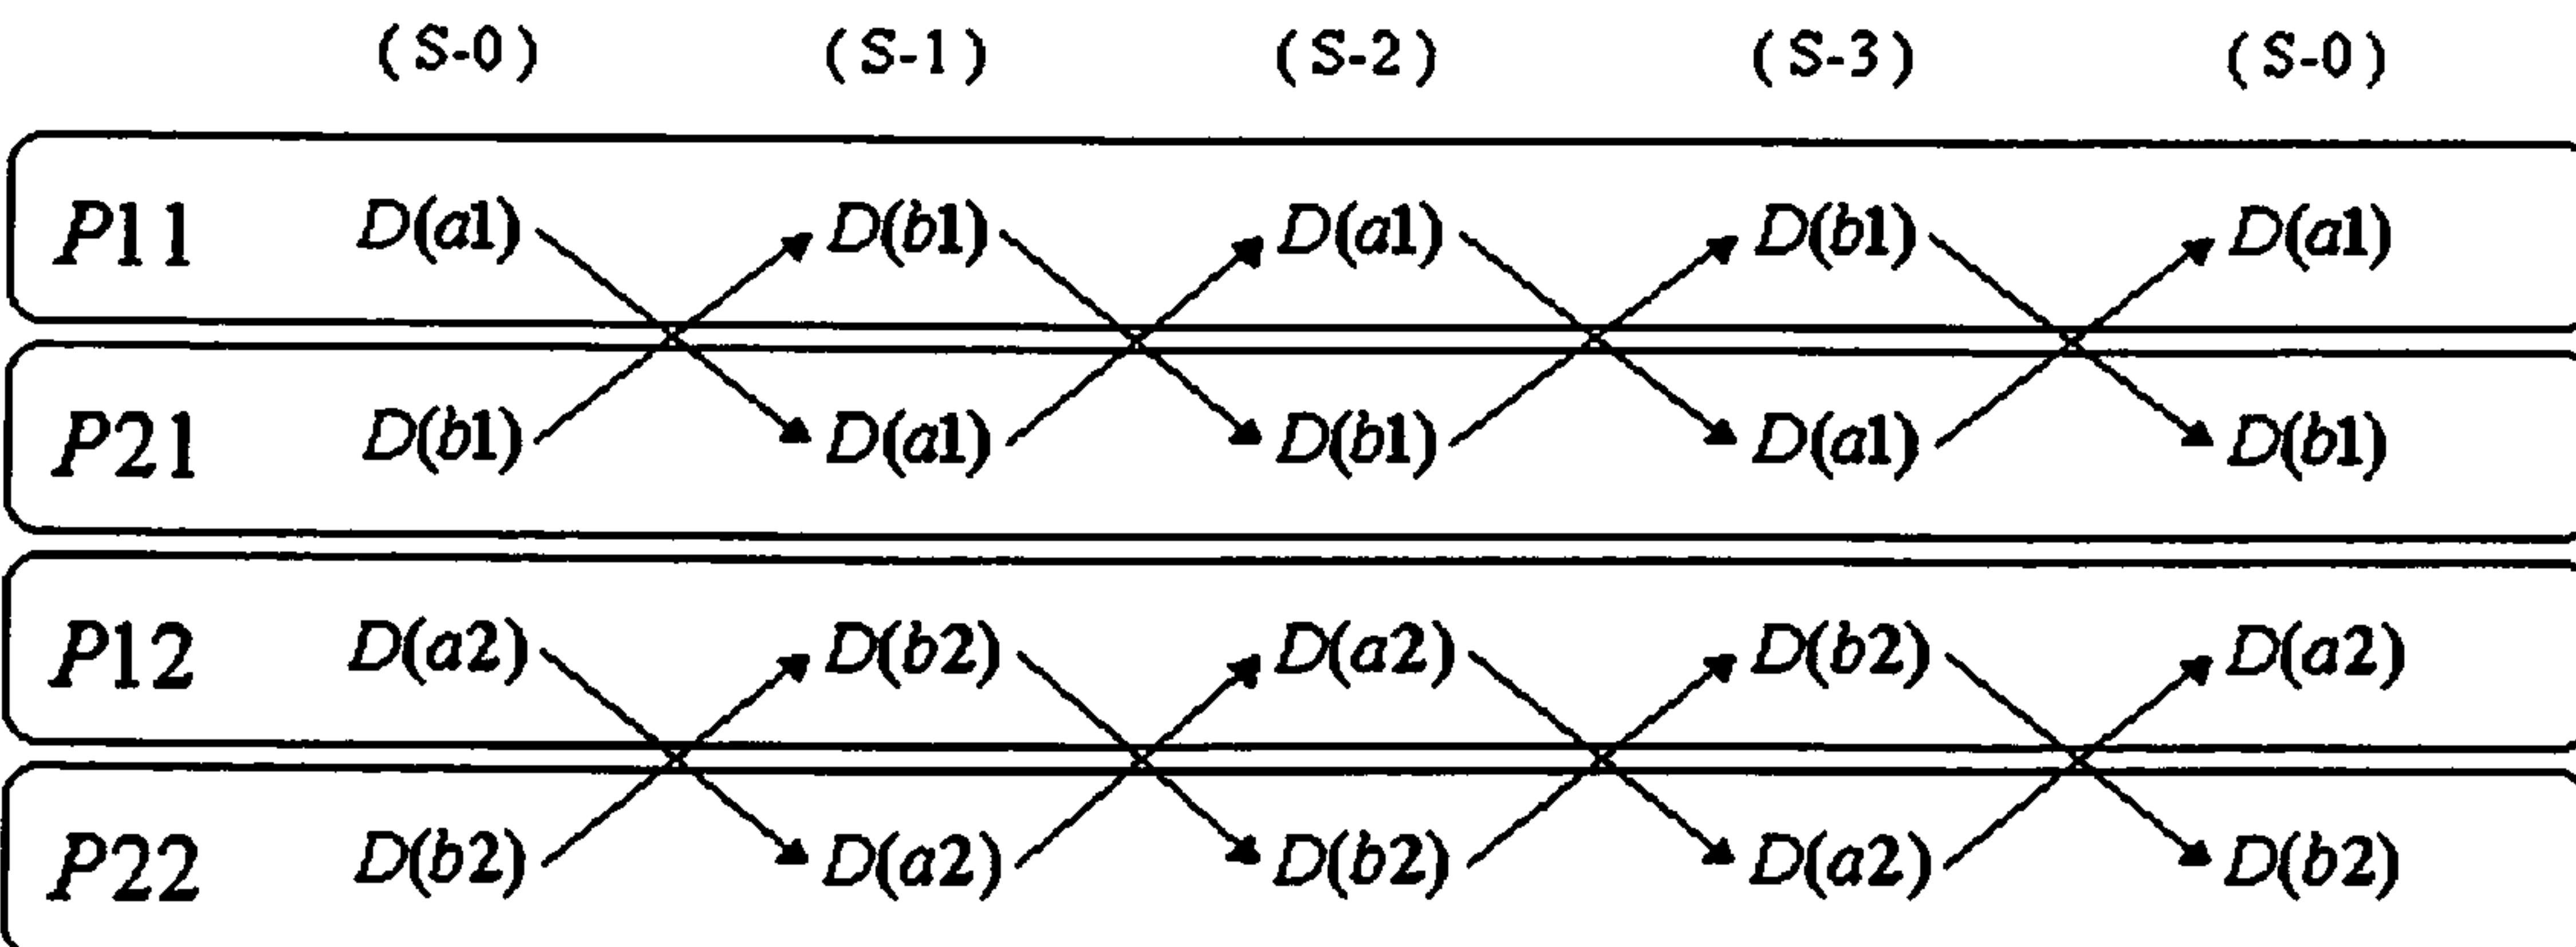 ( S-0 ) ( S-1 ) ( S-2 ) ( S-3 ) ( S-0 )
P11 D(a1) D(b1) D(a1) D(b1) D(a1)
P21 D(b1) D(a1) D(b1) D(a1) D(b1)
P12 D(a2) D(b2) D(a2) D(b2) D(a2)
P22 D(b2) D(a2) D(b2) D(a2) D(b2)